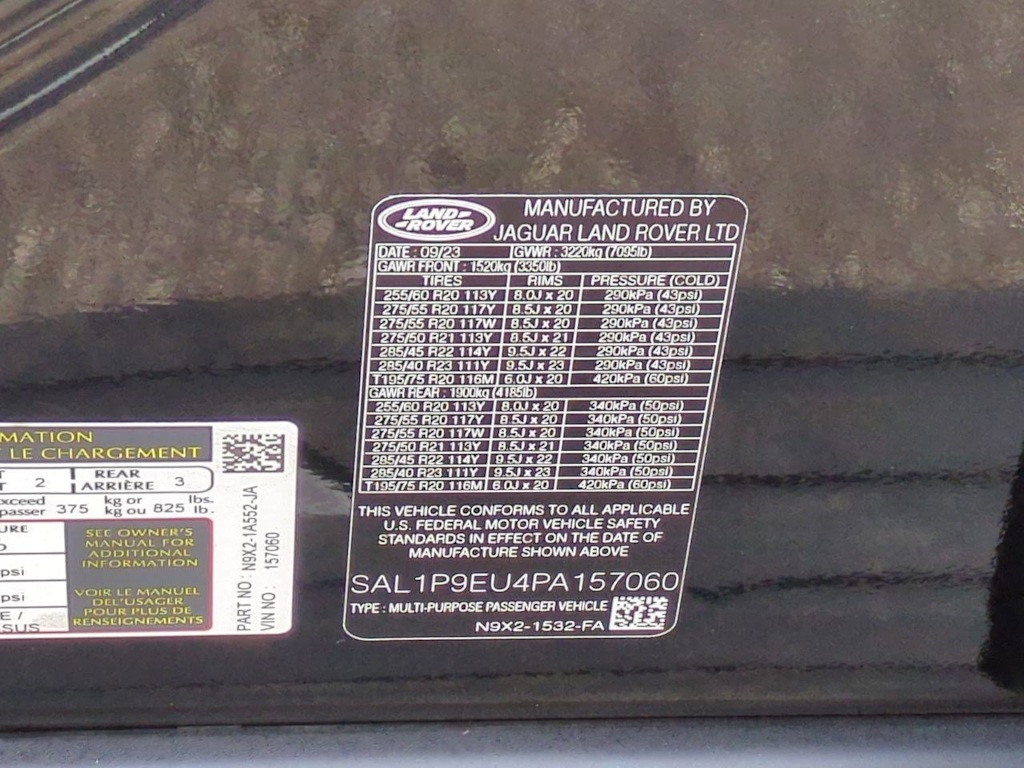 LAND-
-ROVER
MANUFACTURED BY
JAGUAR LAND ROVER LTD
DATE : 09/23 GVWR : 3220kg (7095lb)
GAWR FRONT : 1520kg (3350lb)
TIRES RIMS PRESSURE (COLD)
255/60 R20 113Y 8.0J x 20 290kPa (43psi)
275/55 R20 117Y 8.5J x 20 290kPa (43psi)
275/55 R20 117W 8.5J x 20 290kPa (43psi)
275/50 R21 113Y 8.5J x 21 290kPa (43psi)
285/45 R22 114Y 9.5J x 22 290kPa (43psi)
285/40 R23 111Y 9.5J x 23 290kPa (43psi)
T195/75 R20 116M 6.0J x 20 420kPa (60psi)
GAWR REAR : 1900kg (4185lb)
255/60 R20 113Y 8.0J x 20 340kPa (50psi)
275/55 R20 117Y 8.5J x 20 340kPa (50psi)
275/55 R20 117W 8.5J x 20 340kPa (50psi)
275/50 R21 113Y 8.5J x 21 340kPa (50psi)
285/45 R22 114Y 9.5J x 22 340kPa (50psi)
285/40 R23 111Y 9.5J x 23 340kPa (50psi)
T195/75 R20 116M 6.0J x 20 420kPa (60psi)
THIS VEHICLE CONFORMS TO ALL APPLICABLE
U.S. FEDERAL MOTOR VEHICLE SAFETY
STANDARDS IN EFFECT ON THE DATE OF
MANUFACTURE SHOWN ABOVE
SAL1P9EU4PA157060
TYPE : MULTI-PURPOSE PASSENGER VEHICLE
N9X2-1532-FA
MATION
LE CHARGEMENT
T 2 REAR
ARRIÈRE 3
exceed kg or lbs.
passer 375 kg ou 825 lb.
URE
psi
psi
E /
SUS
SEE OWNER'S
MANUAL FOR
ADDITIONAL
INFORMATION
VOIR LE MANUEL
DEL'USAGER
POUR PLUS DE
RENSEIGNEMENTS
PART NO : N9X2-1A552-JA
VIN NO : 157060